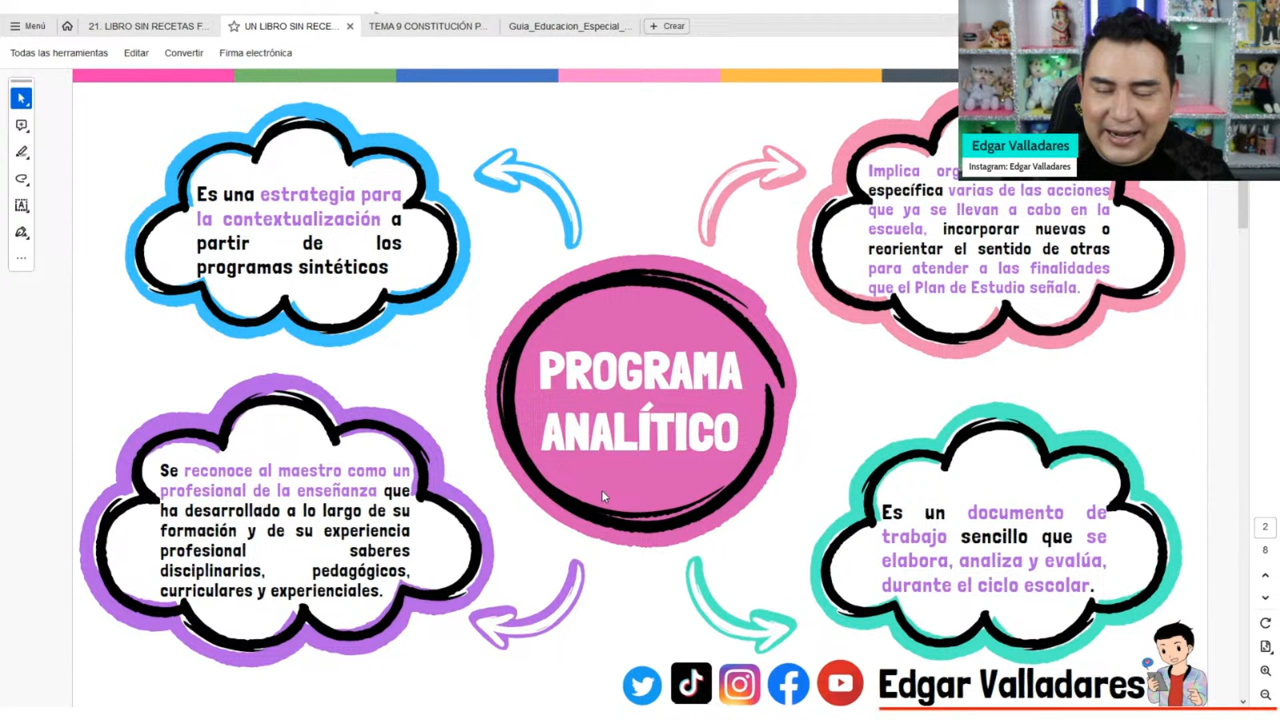 Menú
21. LIBRO SIN RECETAS F...
UN LIBRO SIN RECE...
TEMA 9 CONSTITUCIÓN P...
Guia_Educacion_Especial_...
Crear
Todas las herramientas
Editar
Convertir
Firma electrónica
Edgar Valladares
Instagram: Edgar Valladares
Es una estrategia para
la contextualización a
partir de los
programas sintéticos
Implica
específica varias de las acciones
que ya se llevan a cabo en la
escuela, incorporar nuevas o
reorientar el sentido de otras
para atender a las finalidades
que el Plan de Estudio señala.
PROGRAMA
ANALÍTICO
Se reconoce al maestro como un
profesional de la enseñanza que
ha desarrollado a lo largo de su
formación y de su experiencia
profesional saberes
disciplinarios, pedagógicos,
curriculares y experienciales.
Es un documento de
trabajo sencillo que se
elabora, analiza y evalúa,
durante el ciclo escolar.
2
8
Edgar Valladares